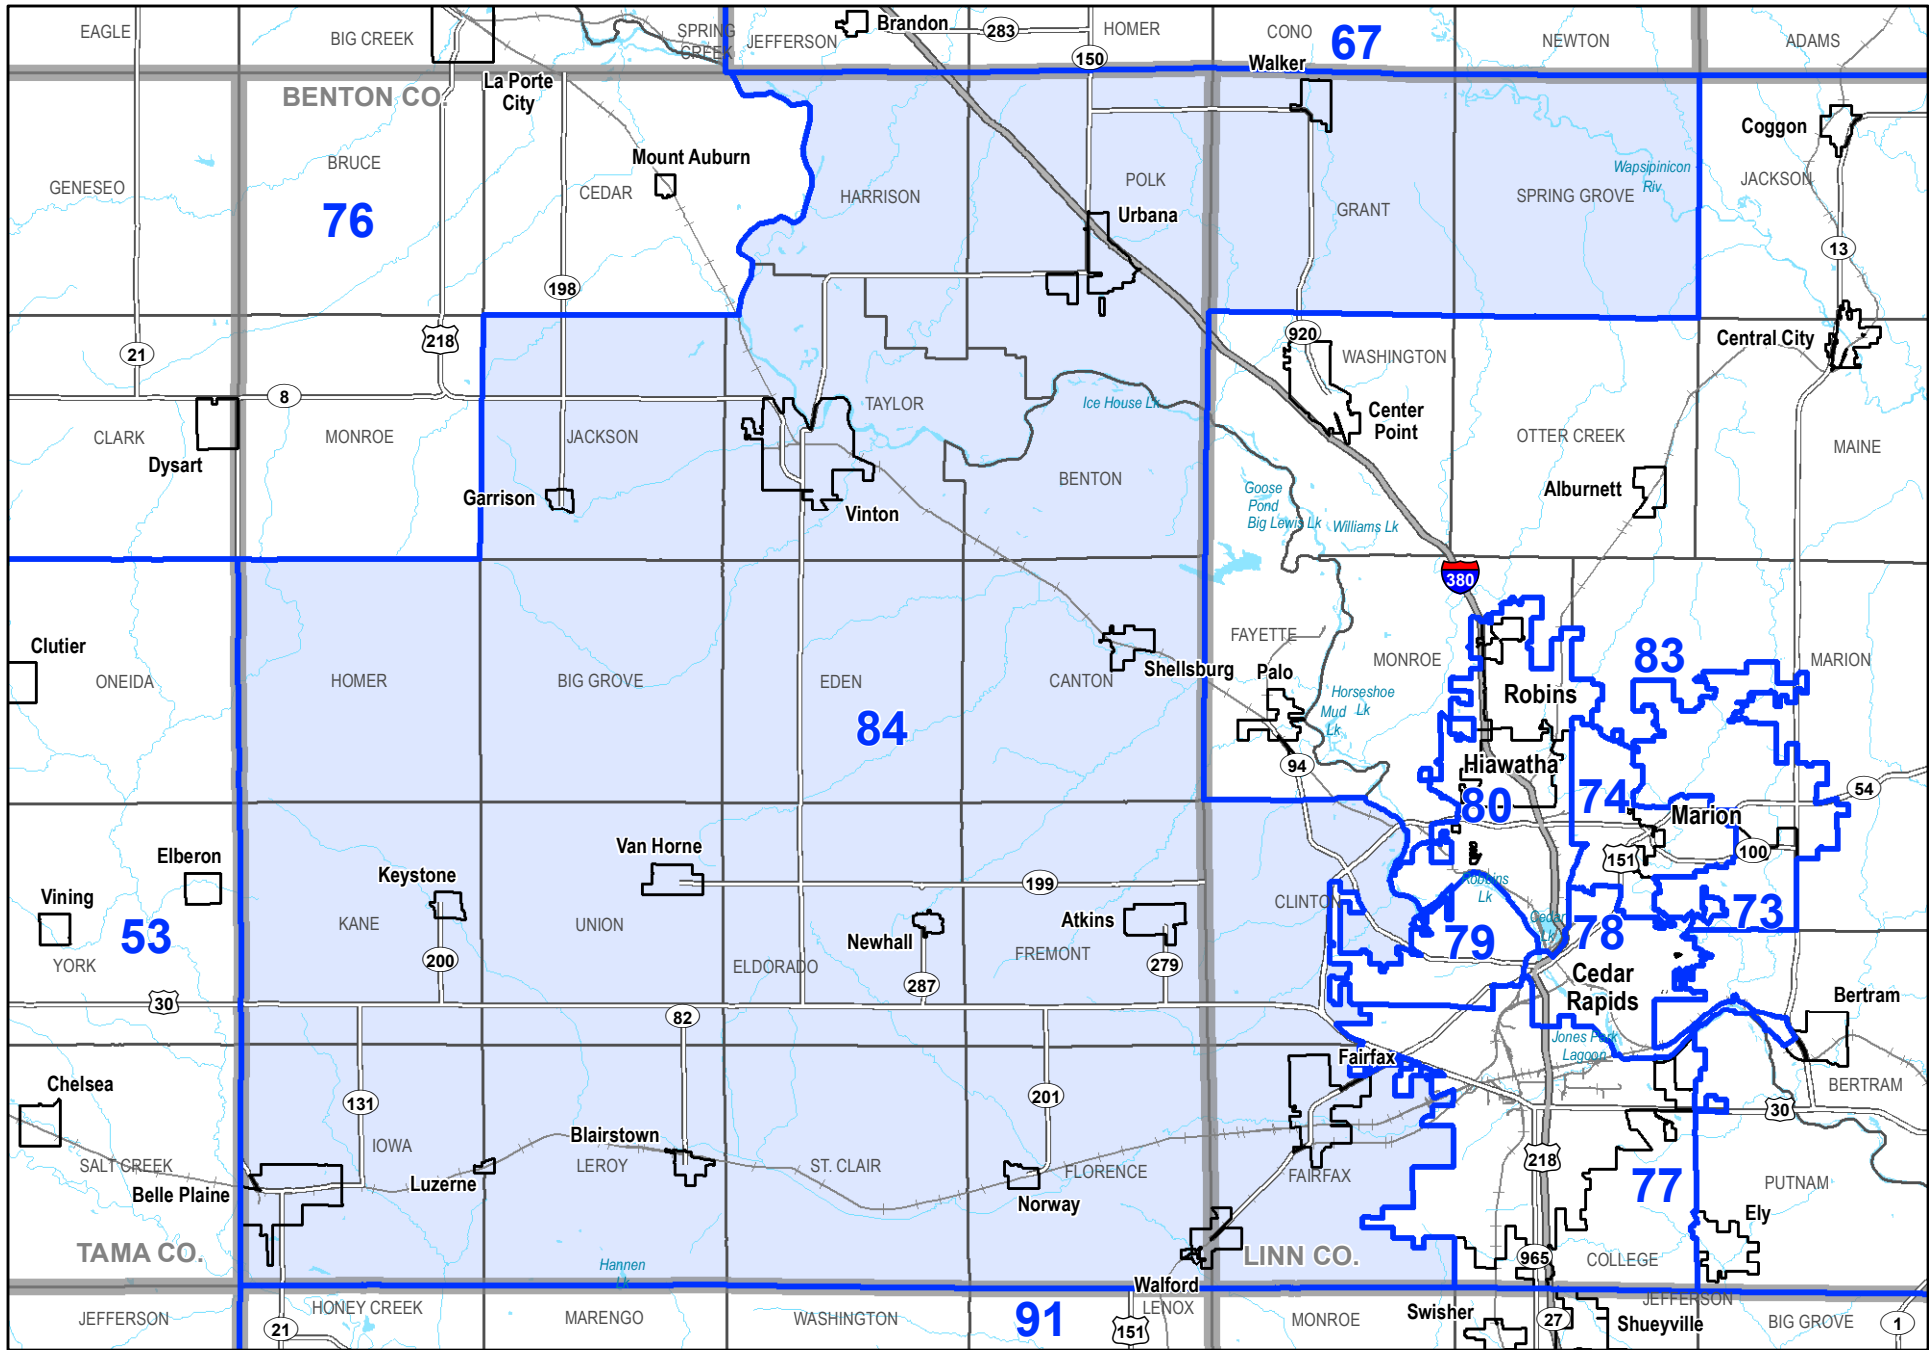 EAGLE
BIG CREEK
SPRING
CREEK
JEFFERSON
Brandon
283
HOMER
CONO
67
NEWTON
ADAMS
150
Walker
BENTON CO.
La Porte
City
Coggon
BRUCE
Mount Auburn
GENESEO
CEDAR
HARRISON
POLK
Urbana
GRANT
SPRING GROVE
Wapsipinicon
Riv
JACKSON
76
13
198
21
218
920
WASHINGTON
Central City
8
TAYLOR
Ice House Lk
Center
Point
CLARK
MONROE
JACKSON
OTTER CREEK
MAINE
Dysart
Garrison
Vinton
BENTON
Goose
Pond
Big Lewis Lk
Williams Lk
Alburnett
380
Clutier
ONEIDA
HOMER
BIG GROVE
EDEN
CANTON
Shellsburg
FAYETTE
Palo
MONROE
83
MARION
Horseshoe
Lk
Mud
Lk
Robins
84
94
Hiawatha
80
74
54
Marion
Van Horne
151
100
Elberon
Keystone
199
Vining
53
KANE
UNION
Newhall
Atkins
CLINTON
Robbins
Lk
Cedar
Lk
79
78
73
YORK
200
ELDORADO
287
FREMONT
279
Cedar
Rapids
30
82
Bertram
Jones Park
Lagoon
Chelsea
Fairfax
BERTRAM
131
201
30
IOWA
Blairstown
LEROY
ST. CLAIR
FLORENCE
FAIRFAX
218
SALT CREEK
Belle Plaine
Luzerne
Norway
77
PUTNAM
Ely
TAMA CO.
Hannen
Lk
LINN CO.
965
COLLEGE
Walford
JEFFERSON
HONEY CREEK
21
MARENGO
WASHINGTON
91
LENOX
151
MONROE
Swisher
27
Shueyville
JEFFERSON
BIG GROVE
1